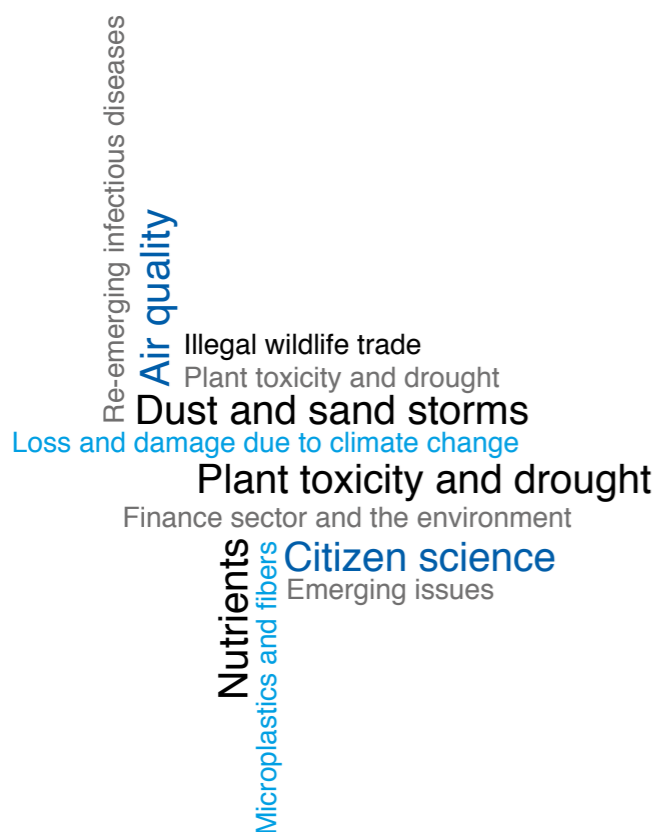 Re-emerging infectious diseases
Air quality
Illegal wildlife trade
Plant toxicity and drought
Dust and sand storms
Loss and damage due to climate change
Plant toxicity and drought
Finance sector and the environment
Nutrients
Microplastics and fibers
Citizen science
Emerging issues